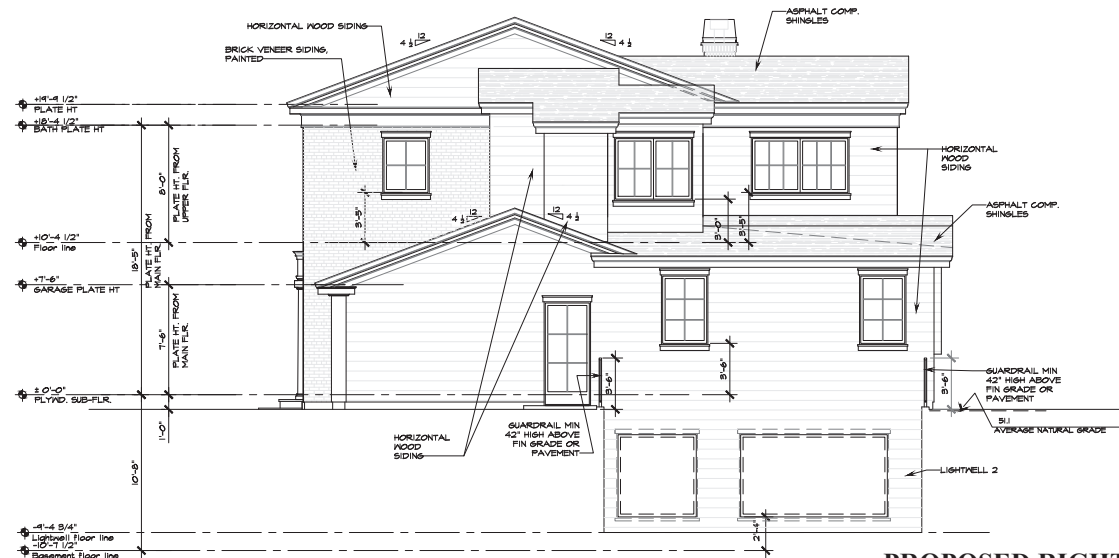 ASPHALT COMP.
SHINGLES
HORIZONTAL WOOD SIDING
12
4 ½
12
4 ½
BRICK VENEER SIDING,
PAINTED
+19'-9 1/2"
PLATE HT
+18'-4 1/2"
BATH PLATE HT
HORIZONTAL
WOOD
SIDING
8'-0"
PLATE HT. FROM
UPPER FLR.
3'-5"
4 ½
12
12
4 ½
3'-0"
3'-5"
ASPHALT COMP.
SHINGLES
+10'-4 1/2"
Floor line
18'-5"
PLATE HT. FROM
MAIN FLR.
+7'-6"
GARAGE PLATE HT
7'-6"
PLATE HT. FROM
MAIN FLR.
3'-6"
3'-6"
3'-6"
GUARDRAIL MIN
42" HIGH ABOVE
FIN GRADE OR
PAVEMENT
± 0'-0"
PLYWD. SUB-FLR.
1'-0"
51.1
AVERAGE NATURAL GRADE
GUARDRAIL MIN
42" HIGH ABOVE
FIN GRADE OR
PAVEMENT
HORIZONTAL
WOOD
SIDING
LIGHTWELL 2
10'-8"
-9'-4 3/4"
Lightwell floor line
-10'-7 1/2"
Basement floor line